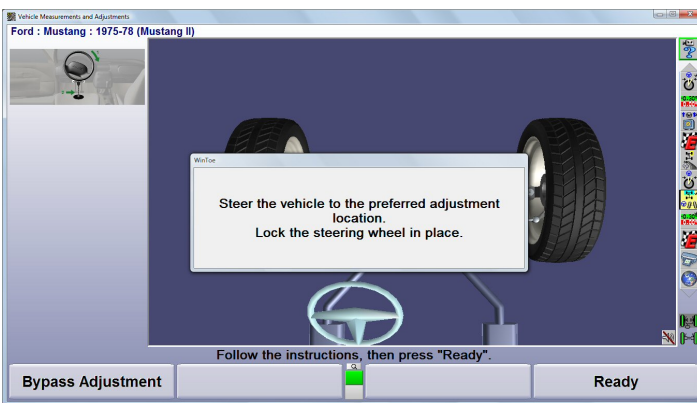 Vehicle Measurements and Adjustments
Ford : Mustang : 1975-78 (Mustang II)
WinToe
Steer the vehicle to the preferred adjustment
location.
Lock the steering wheel in place.
Follow the instructions, then press "Ready".
Bypass Adjustment
Ready